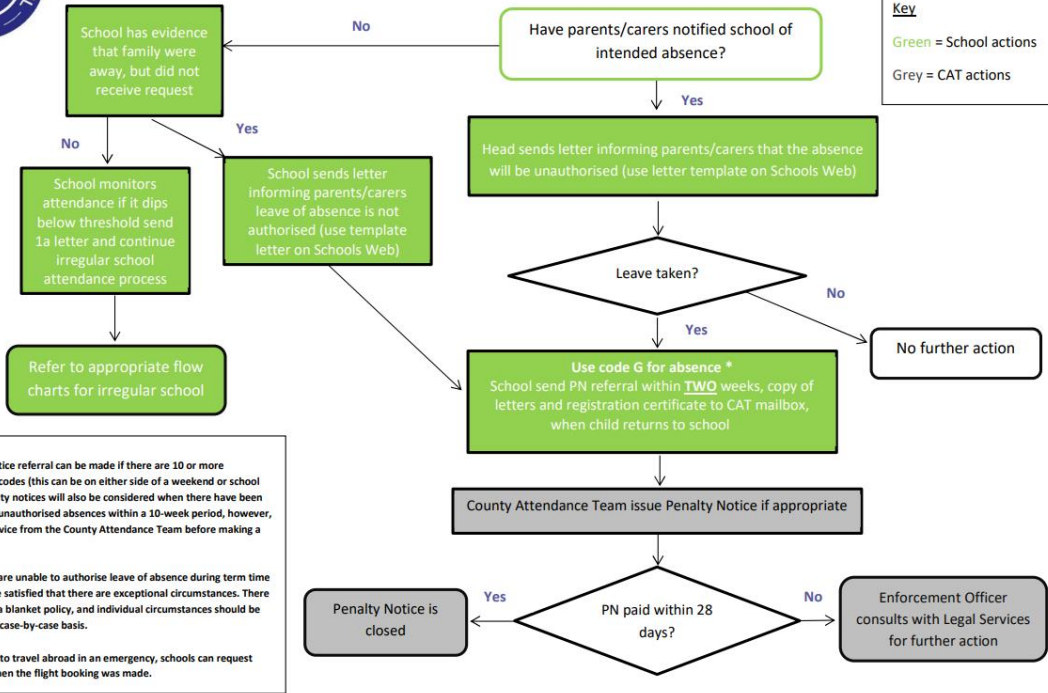 Key
Green = School actions
Grey = CAT actions
Have parents/carers notified school of
intended absence?
No
School has evidence
that family were
away, but did not
receive request
Yes
Head sends letter informing parents/carers that the absence
will be unauthorised (use letter template on Schools Web)
No
Yes
School monitors
attendance if it dips
below threshold send
1a letter and continue
irregular school
attendance process
School sends letter
informing parents/carers
leave of absence is not
authorised (use template
letter on Schools Web)
Leave taken?
No
No further action
Yes
Refer to appropriate flow
charts for irregular school
Use code G for absence *
School send PN referral within TWO weeks, copy of
letters and registration certificate to CAT mailbox,
when child returns to school
County Attendance Team issue Penalty Notice if appropriate
PN paid within 28
days?
Yes
Penalty Notice is
closed
No
Enforcement Officer
consults with Legal Services
for further action
referral can be made if there are 10 or more
codes (this can be on either side of a weekend or school
notices will also be considered when there have been
unauthorised absences within a 10-week period, however,
from the County Attendance Team before making a
are unable to authorise leave of absence during term time
satisfied that there are exceptional circumstances. There
a blanket policy, and individual circumstances should be
case-by-case basis.
to travel abroad in an emergency, schools can request
the flight booking was made.